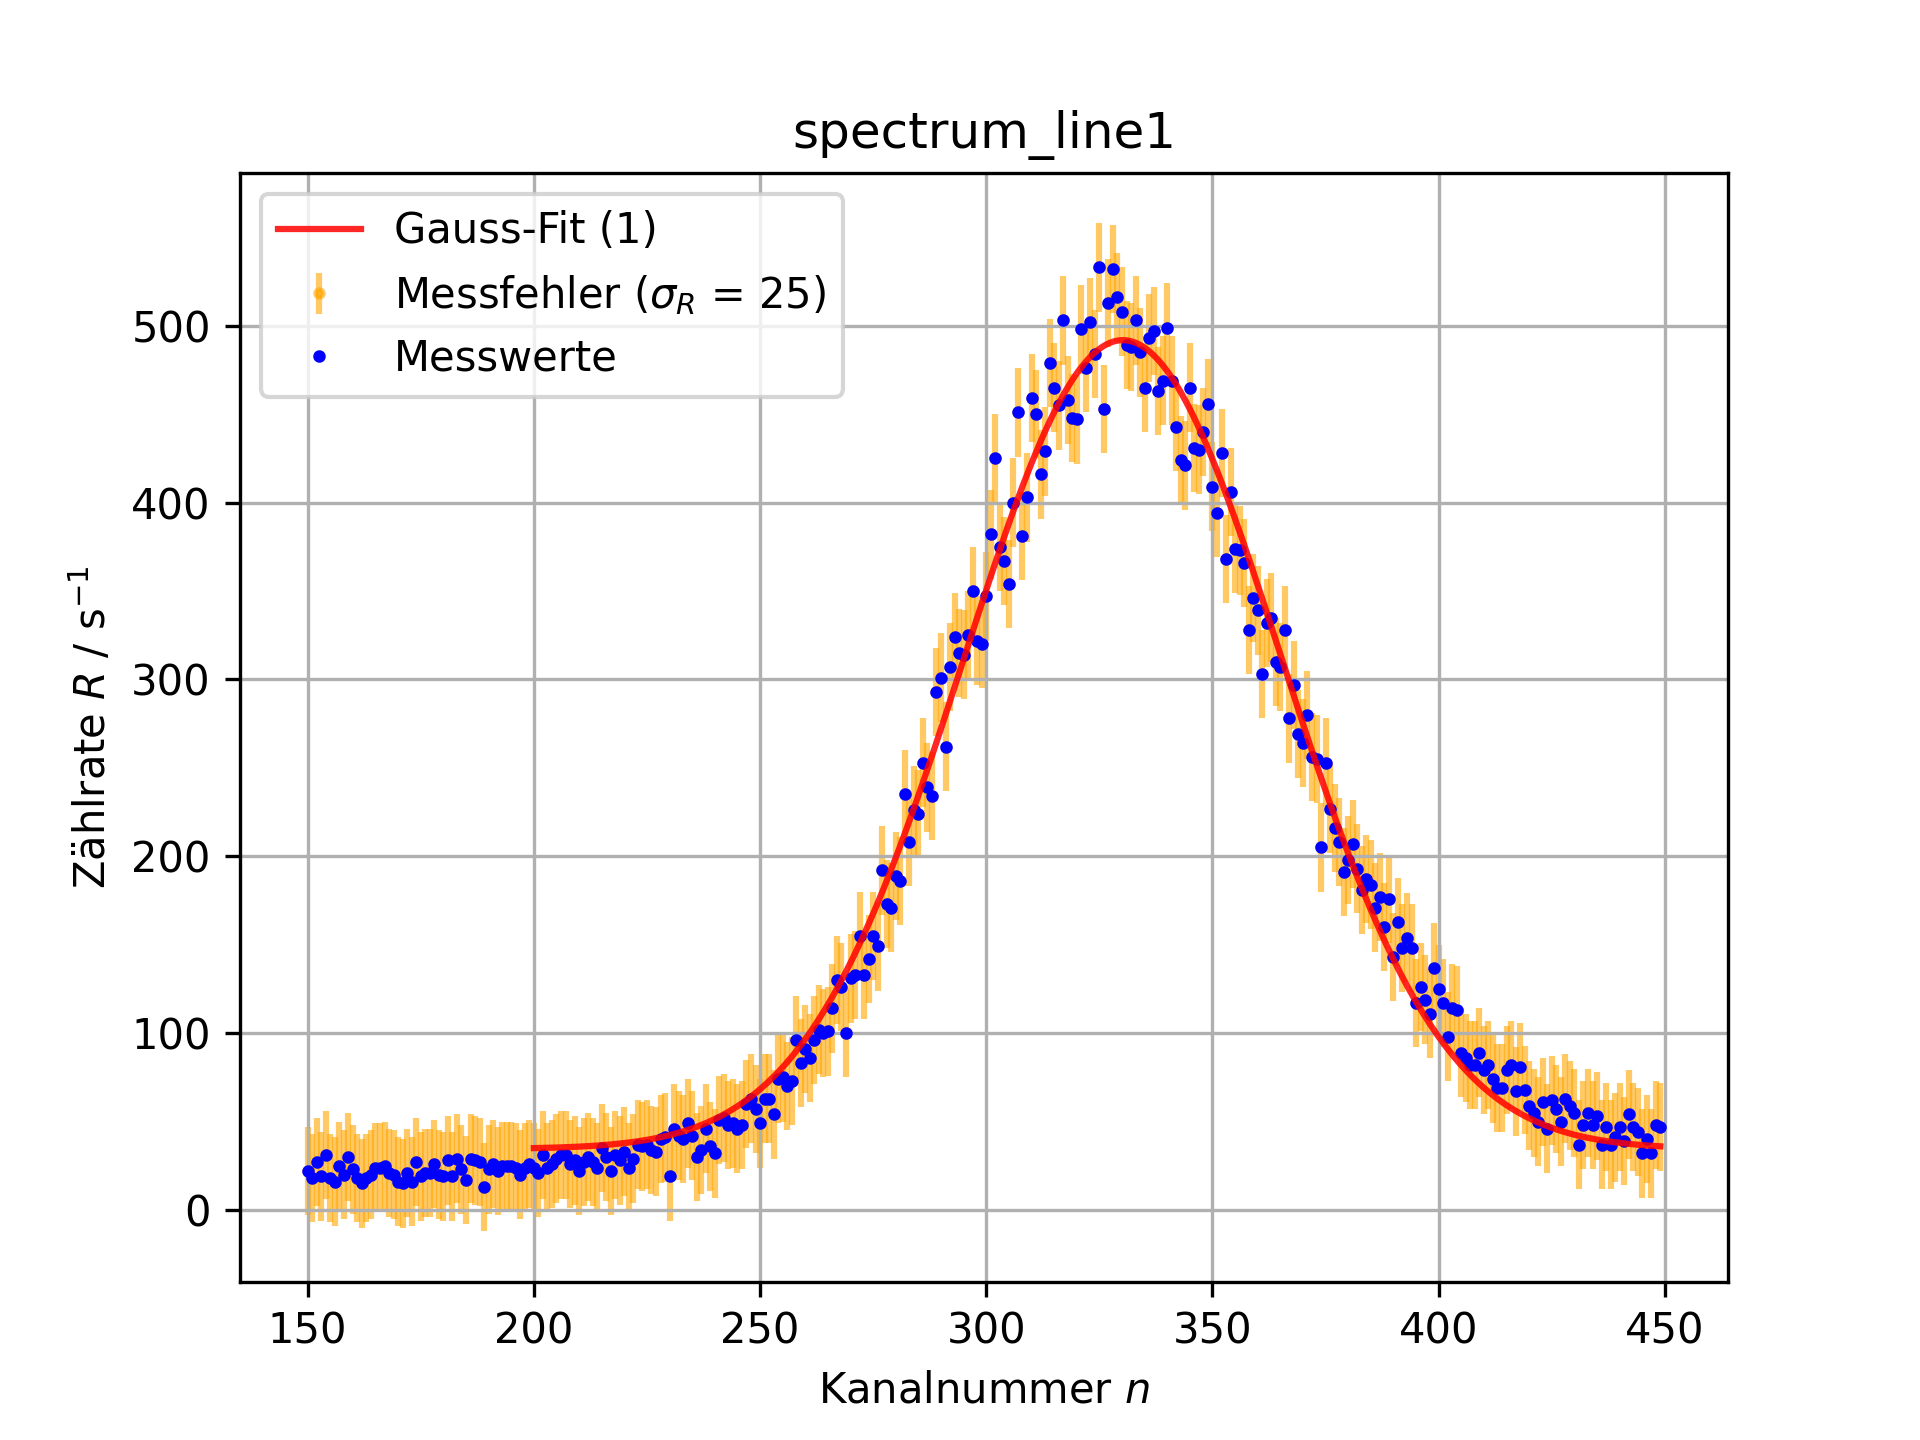 spectrum_line1
Gauss-Fit (1)
Messfehler (σ_R = 25)
Messwerte
Zählrate R / s⁻¹
500
400
300
200
100
0
150 200 250 300 350 400 450
Kanalnummer n